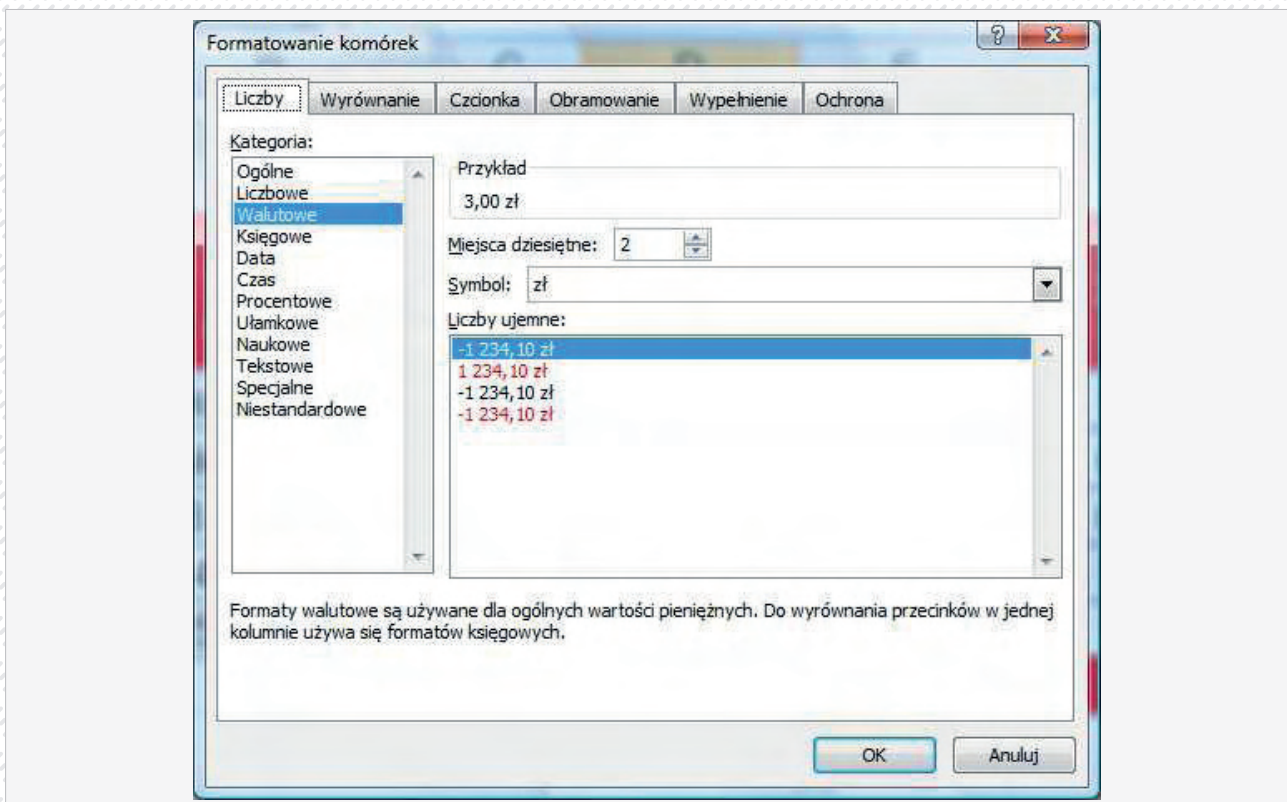 Formatowanie komórek
Liczby Wyrównanie Czcionka Obramowanie Wypełnienie Ochrona
Kategoria:
Ogólne
Liczbowe
Walutowe
Księgowe
Data
Czas
Procentowe
Ułamkowe
Naukowe
Tekstowe
Specjalne
Niestandardowe
Przykład
3,00 zł
Miejsca dziesiętne: 2
Symbol: zł
Liczby ujemne:
-1 234,10 zł
1 234,10 zł
-1 234,10 zł
-1 234,10 zł
Formaty walutowe są używane dla ogólnych wartości pieniężnych. Do wyrównania przecinków w jednej
kolumnie używa się formatów księgowych.
OK Anuluj